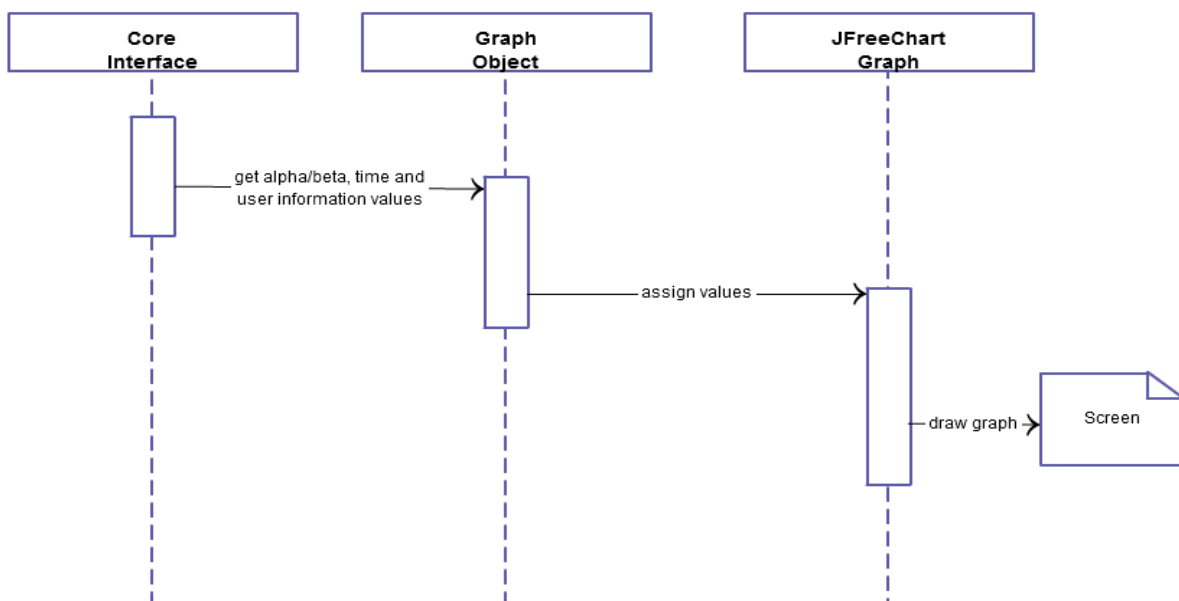 Core
Interface
Graph
Object
JFreeChart
Graph
get alpha/beta, time and
user information values
assign values
draw graph
Screen